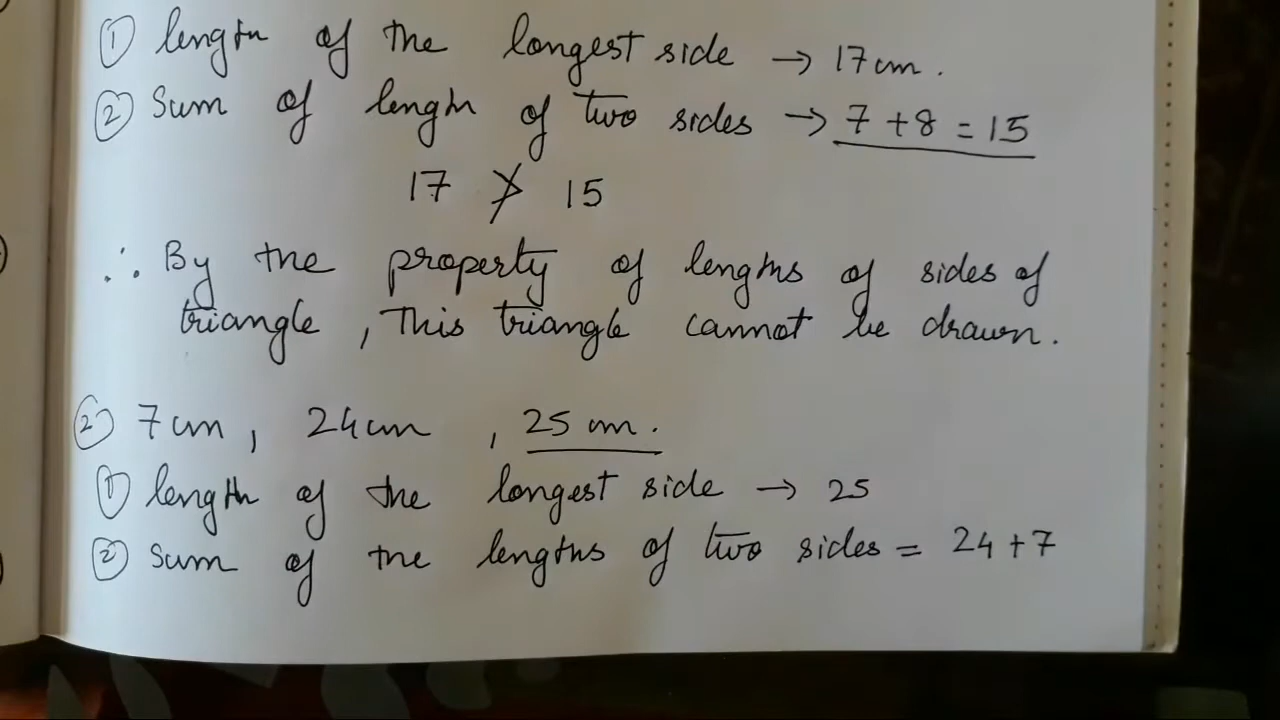 ① length of the longest side → 17cm.
② Sum of length of two sides → 7 + 8 = 15
17 ≯ 15
∴ By the property of lengths of sides of
triangle, This triangle cannot be drawn.
② 7cm, 24cm, 25 cm.
① length of the longest side → 25
② Sum of the lengths of two sides = 24 + 7